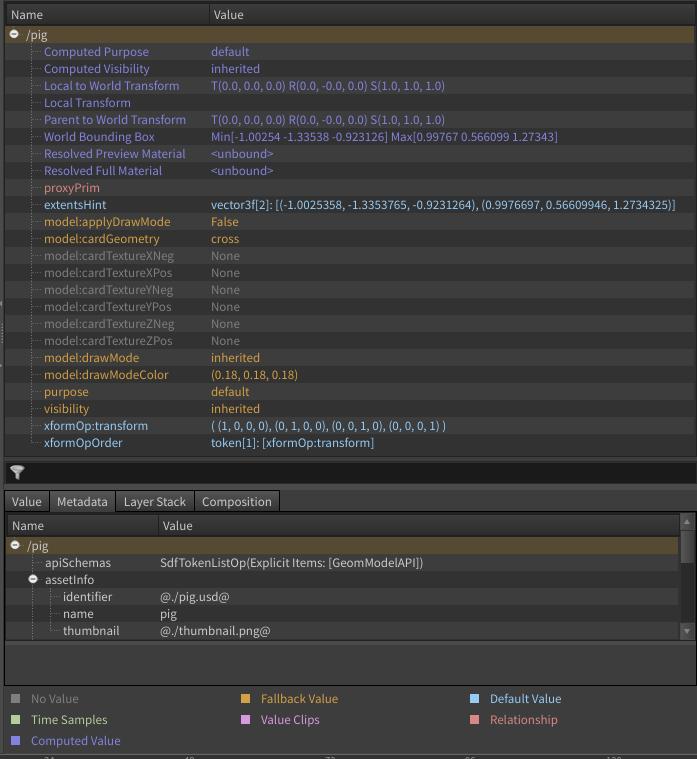 Name Value
/pig
Computed Purpose default
Computed Visibility inherited
Local to World Transform T(0.0, 0.0, 0.0) R(0.0, -0.0, 0.0) S(1.0, 1.0, 1.0)
Local Transform
Parent to World Transform T(0.0, 0.0, 0.0) R(0.0, -0.0, 0.0) S(1.0, 1.0, 1.0)
World Bounding Box Min[-1.00254 -1.33538 -0.923126] Max[0.99767 0.566099 1.27343]
Resolved Preview Material <unbound>
Resolved Full Material <unbound>
proxyPrim
extentsHint vector3f[2]: [(-1.0025358, -1.3353765, -0.9231264), (0.9976697, 0.56609946, 1.2734325)]
model:applyDrawMode False
model:cardGeometry cross
model:cardTextureXNeg None
model:cardTextureXPos None
model:cardTextureYNeg None
model:cardTextureYPos None
model:cardTextureZNeg None
model:cardTextureZPos None
model:drawMode inherited
model:drawModeColor (0.18, 0.18, 0.18)
purpose default
visibility inherited
xformOp:transform ( (1, 0, 0, 0), (0, 1, 0, 0), (0, 0, 1, 0), (0, 0, 0, 1) )
xformOpOrder token[1]: [xformOp:transform]
Value Metadata Layer Stack Composition
Name Value
/pig
apiSchemas SdfTokenListOp(Explicit Items: [GeomModelAPI])
assetInfo
identifier @./pig.usd@
name pig
thumbnail @./thumbnail.png@
No Value Fallback Value Default Value
Time Samples Value Clips Relationship
Computed Value